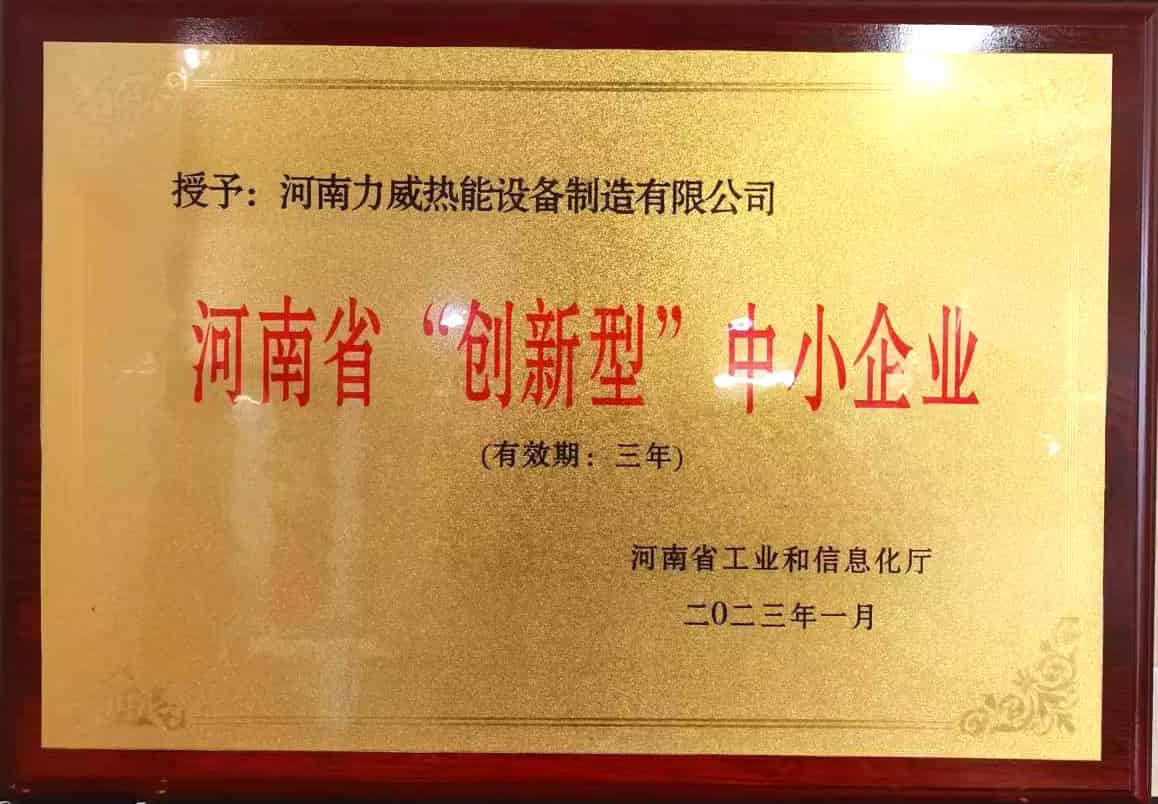 授予：河南力威热能设备制造有限公司
河南省“创新型”中小企业
(有效期：三年)
河南省工业和信息化厅
二〇二三年一月